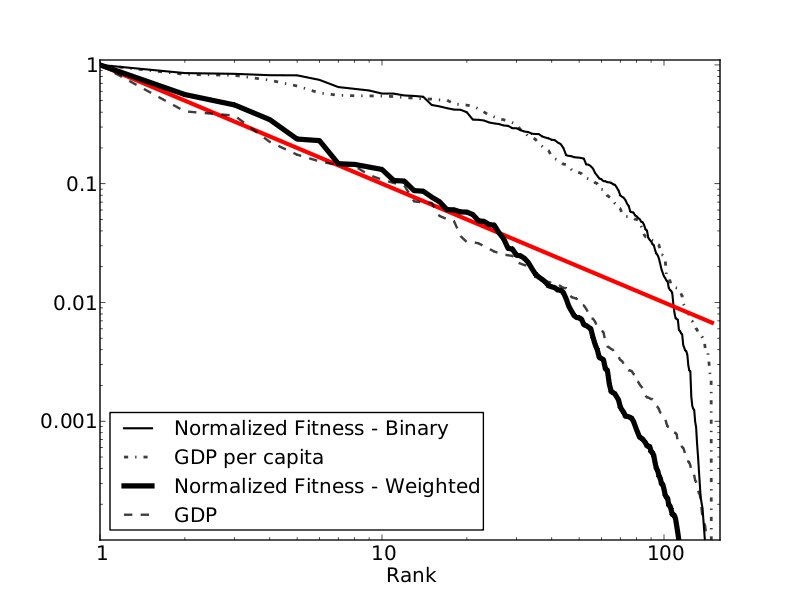 1
0.1
0.01
0.001
Normalized Fitness - Binary
GDP per capita
Normalized Fitness - Weighted
GDP
1 10 100
Rank